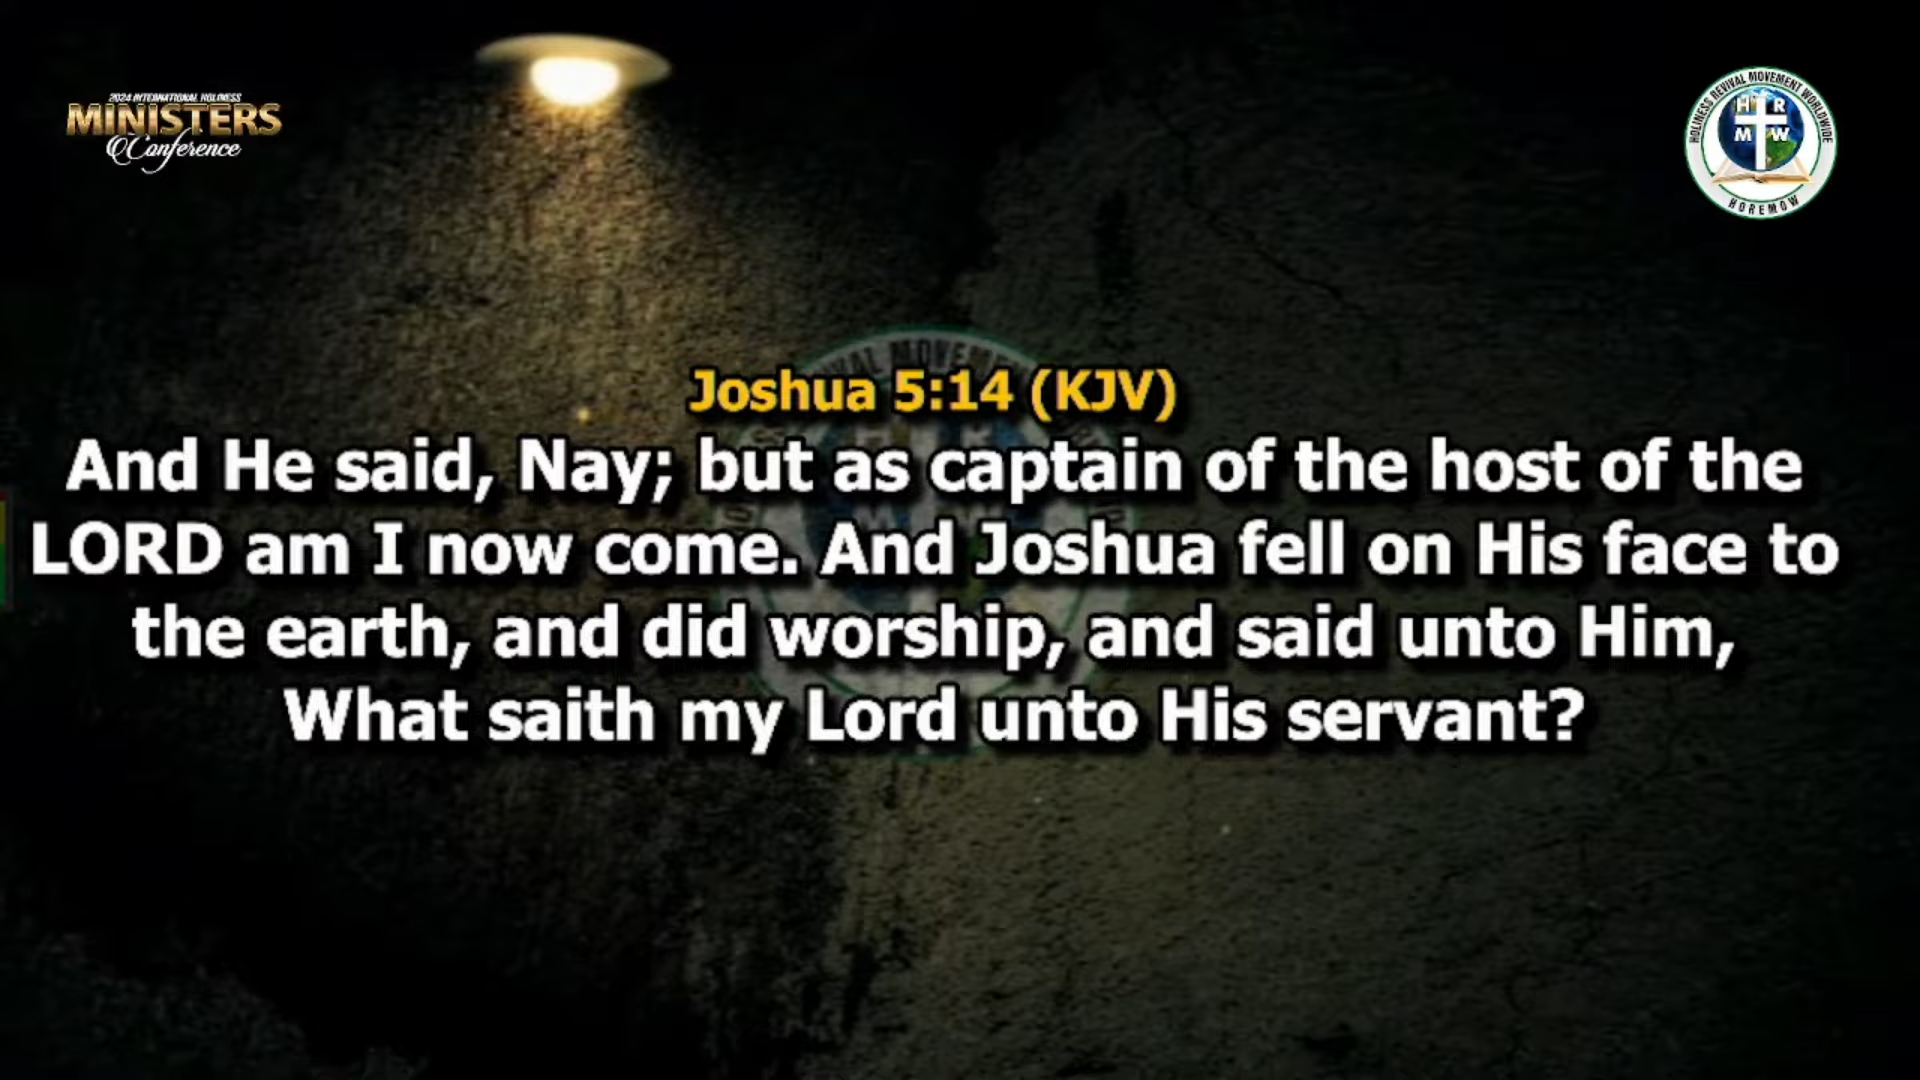 2024 INTERNATIONAL HOLINESS
MINISTERS
Conference
HOLINESS REVIVAL MOVEMENT WORLDWIDE
H R
M W
HOREMOW
Joshua 5:14 (KJV)
And He said, Nay; but as captain of the host of the
LORD am I now come. And Joshua fell on His face to
the earth, and did worship, and said unto Him,
What saith my Lord unto His servant?